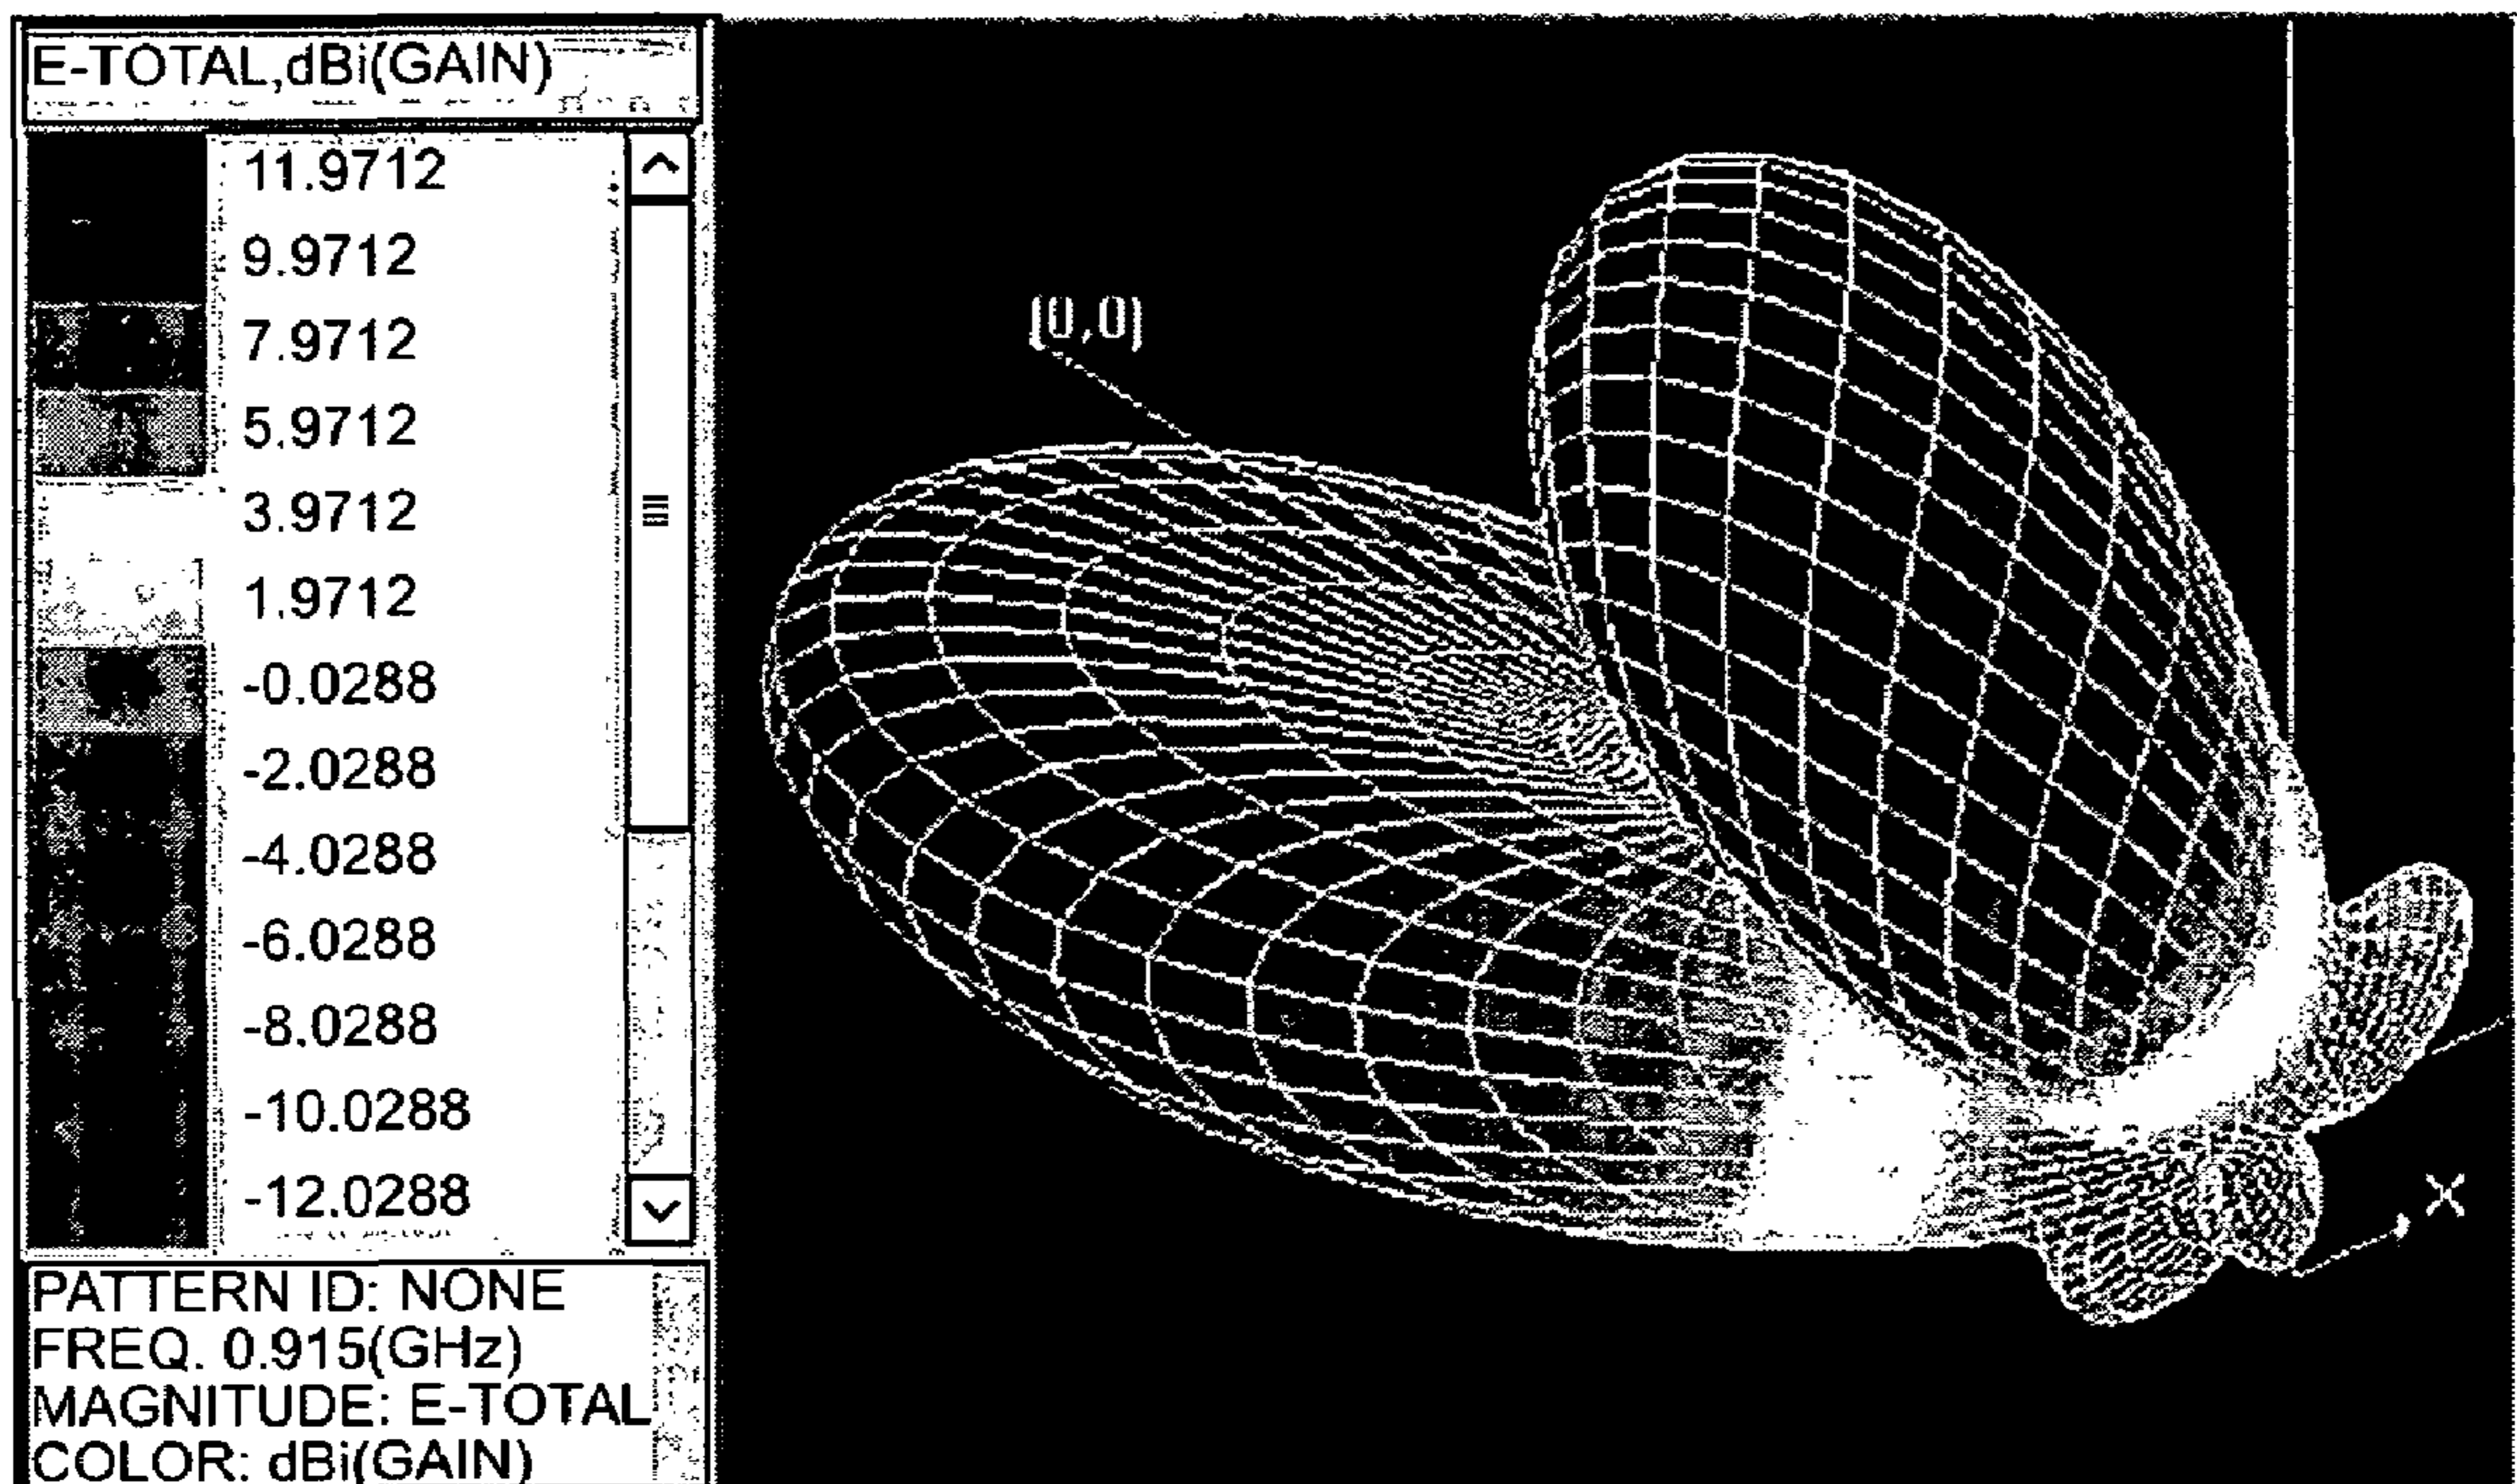 E-TOTAL,dBi(GAIN)
11.9712
9.9712
7.9712
5.9712
3.9712
1.9712
-0.0288
-2.0288
-4.0288
-6.0288
-8.0288
-10.0288
-12.0288
PATTERN ID: NONE
FREQ. 0.915(GHz)
MAGNITUDE: E-TOTAL
COLOR: dBi(GAIN)
(0,0)
X